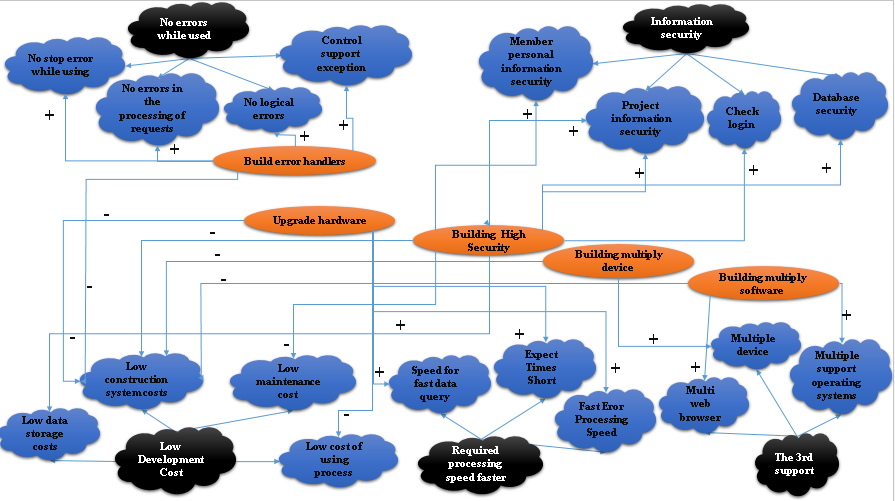 No errors
while used
Information
security
No stop error
while using
Control
support
exception
Member
personal
information
security
No errors in
the
processing of
requests
No logical
errors
Project
information
security
Check
login
Database
security
+
+
+
+
+
+
+
+
+
Build error handlers
Upgrade hardware
Building High
Security
Building multiply
device
Building multiply
software
-
-
-
-
-
-
-
-
+
+
+
+
+
+
+
Low
construction
system costs
Low
maintenance
cost
Speed for
fast data
query
Expect
Times
Short
Multiple
device
Multiple
support
operating
systems
Multi
web
browser
Fast Eror
Processing
Speed
Low data
storage
costs
Low
Development
Cost
Low cost of
using
process
Required
processing
speed faster
The 3rd
support